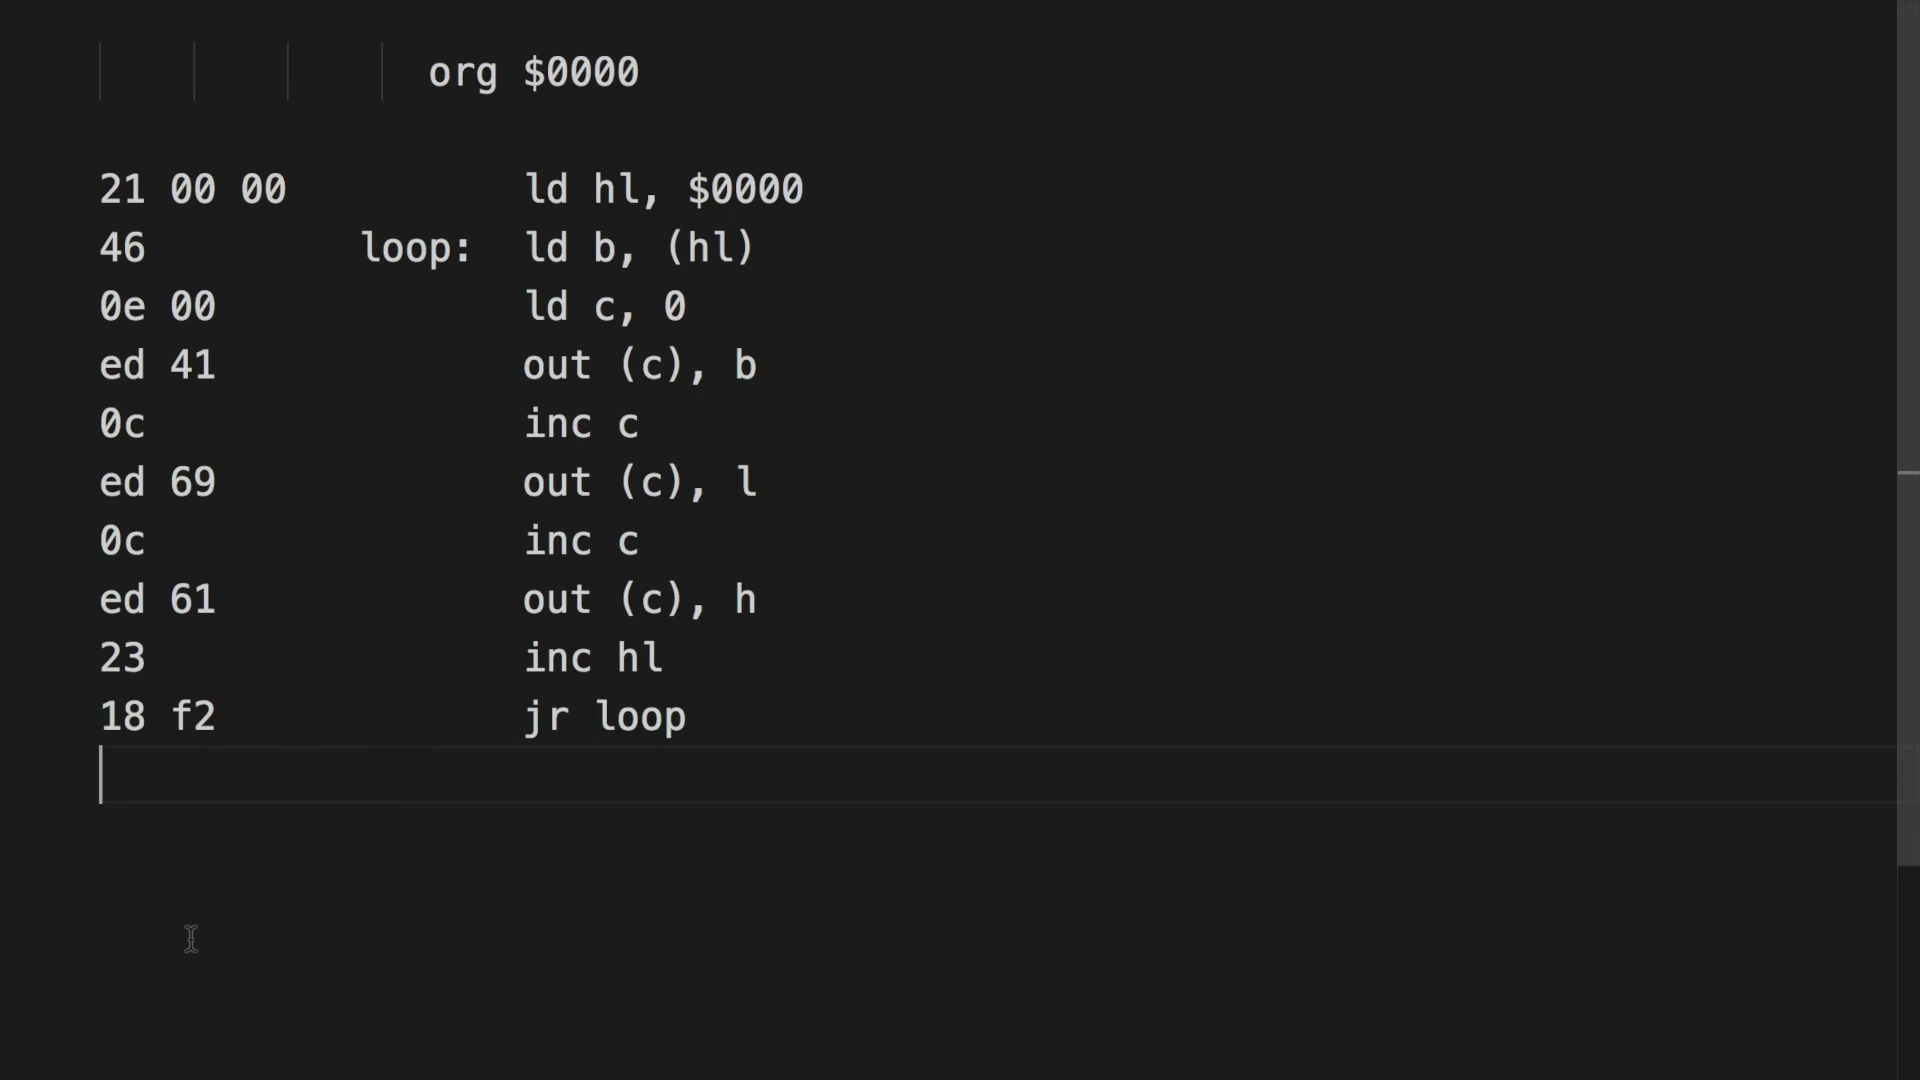 org $0000
21 00 00 ld hl, $0000
46 loop: ld b, (hl)
0e 00 ld c, 0
ed 41 out (c), b
0c inc c
ed 69 out (c), l
0c inc c
ed 61 out (c), h
23 inc hl
18 f2 jr loop